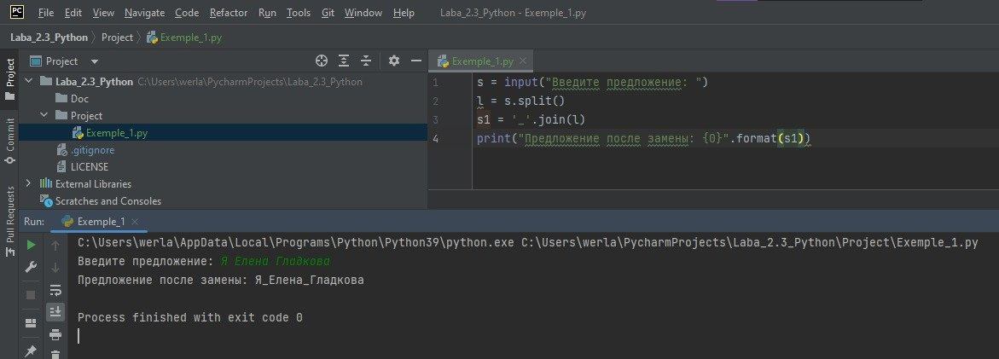 PC File Edit View Navigate Code Refactor Run Tools Git Window Help Laba_2.3_Python - Exemple_1.py
Laba_2.3_Python Project Exemple_1.py
Project
Commit
Pull Requests
Project
Laba_2.3_Python C:\Users\werla\PycharmProjects\Laba_2.3_Python
Doc
Project
Exemple_1.py
.gitignore
LICENSE
External Libraries
Scratches and Consoles
Exemple_1.py
1 s = input("Введите предложение: ")
2 l = s.split()
3 s1 = '_'.join(l)
4 print("Предложение после замены: {0}".format(s1))
Run: Exemple_1
C:\Users\werla\AppData\Local\Programs\Python\Python39\python.exe C:\Users\werla\PycharmProjects\Laba_2.3_Python\Project\Exemple_1.py
Введите предложение: Я Елена Гладкова
Предложение после замены: Я_Елена_Гладкова
Process finished with exit code 0